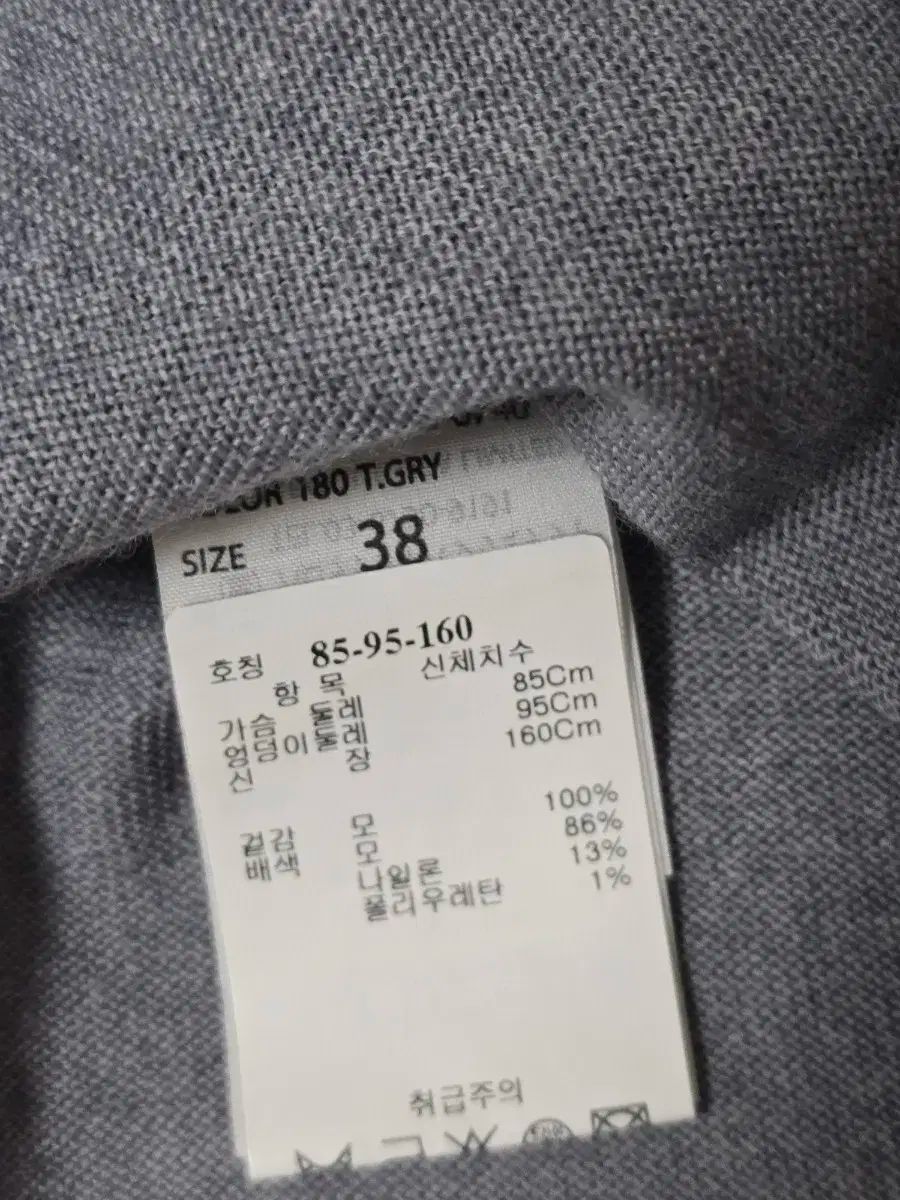 180 T.GRY
SIZE 38
호칭 85-95-160
항 목 신체치수
가슴 둘레 85Cm
엉덩이 둘레 95Cm
신 장 160Cm
겉감 모 100%
배색 모 86%
나일론 13%
폴리우레탄 1%
취급주의